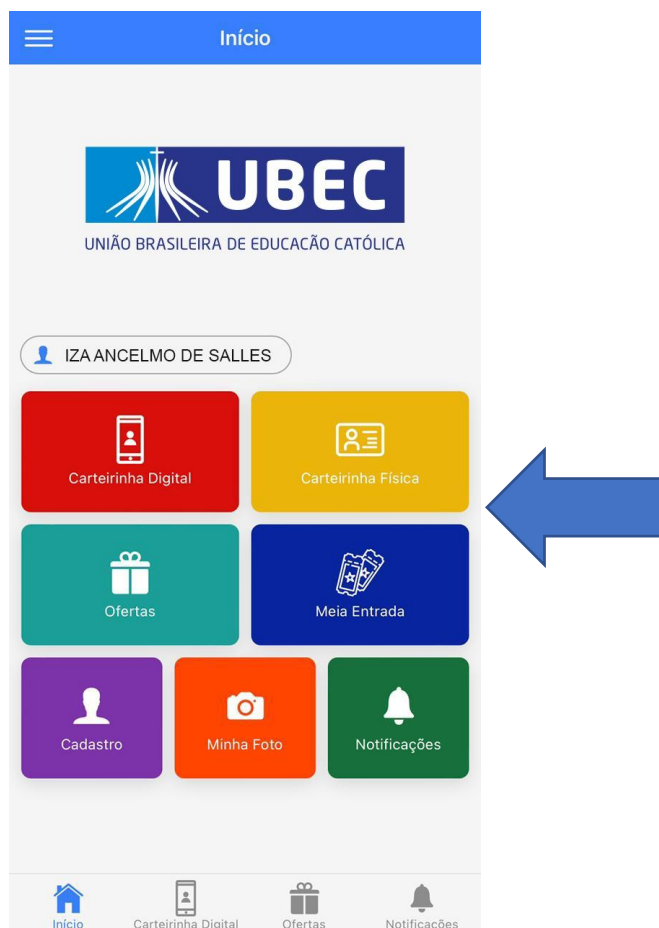 Início
UBEC
UNIÃO BRASILEIRA DE EDUCACÃO CATÓLICA
IZA ANCELMO DE SALLES
Carteirinha Digital
Carteirinha Física
Ofertas
Meia Entrada
Cadastro
Minha Foto
Notificações
Início
Carteirinha Digital
Ofertas
Notificações